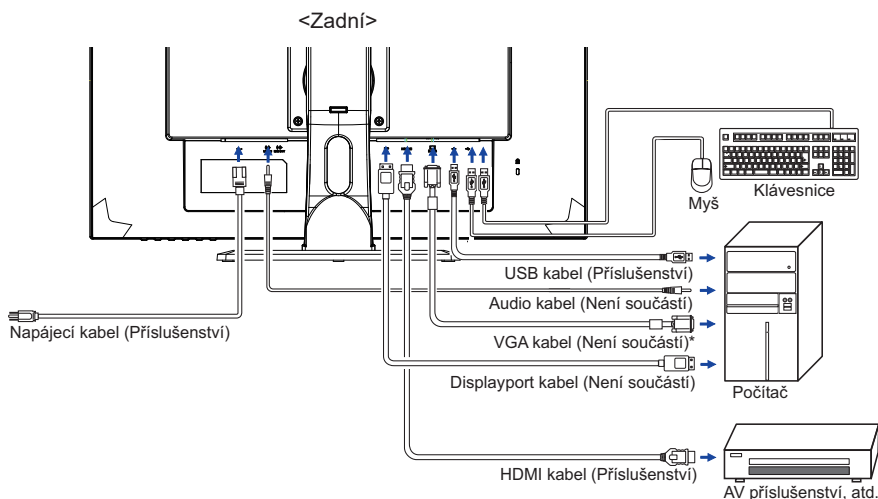 <Zadní>
Klávesnice
Myš
USB kabel (Příslušenství)
Audio kabel (Není součástí)
Napájecí kabel (Příslušenství)
VGA kabel (Není součástí)*
Displayport kabel (Není součástí)
Počítač
HDMI kabel (Příslušenství)
AV příslušenství, atd.